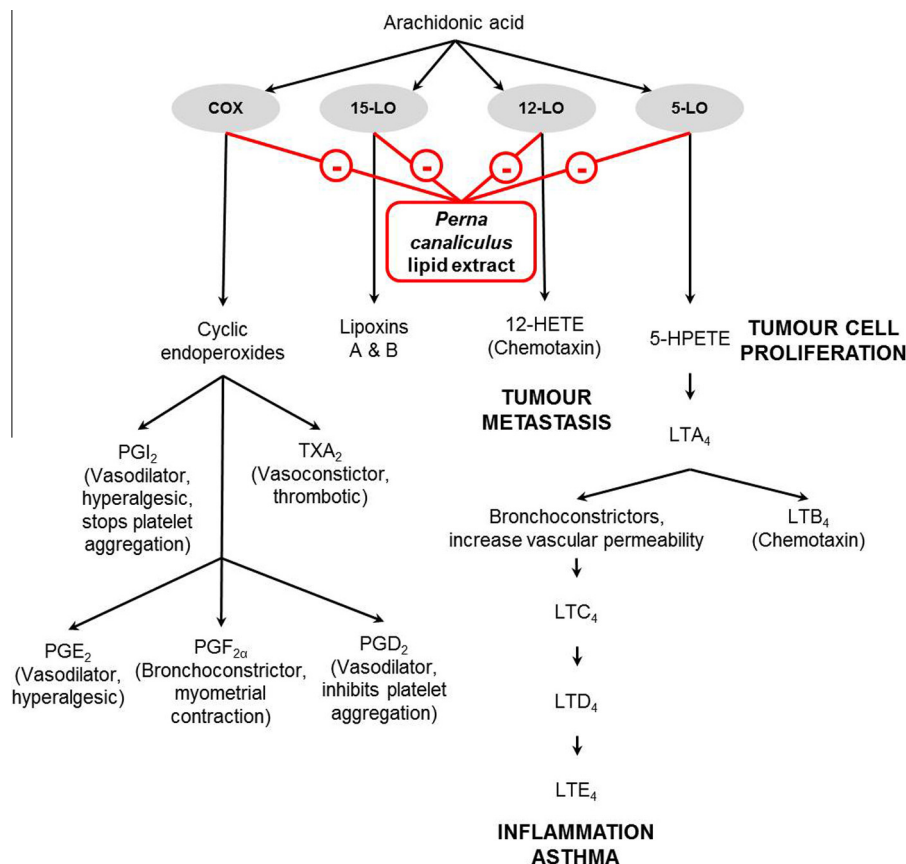 Arachidonic acid
COX
15-LO
12-LO
5-LO
-
-
-
-
Perna
canaliculus
lipid extract
Cyclic
endoperoxides
Lipoxins
A & B
12-HETE
(Chemotaxin)
5-HPETE
TUMOUR CELL
PROLIFERATION
TUMOUR
METASTASIS
LTA₄
PGI₂
(Vasodilator,
hyperalgesic,
stops platelet
aggregation)
TXA₂
(Vasoconstictor,
thrombotic)
Bronchoconstrictors,
increase vascular permeability
LTB₄
(Chemotaxin)
LTC₄
PGE₂
(Vasodilator,
hyperalgesic)
PGF₂α
(Bronchoconstrictor,
myometrial
contraction)
PGD₂
(Vasodilator,
inhibits platelet
aggregation)
LTD₄
LTE₄
INFLAMMATION
ASTHMA